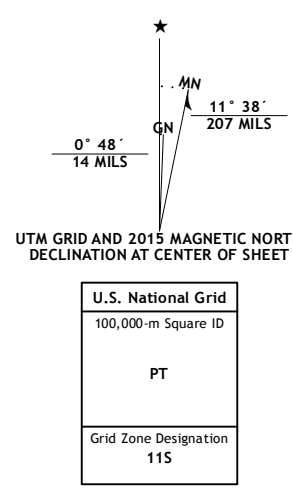 ★
MN
11° 38´
207 MILS
GN
0° 48´
14 MILS
UTM GRID AND 2015 MAGNETIC NORT
DECLINATION AT CENTER OF SHEET
U.S. National Grid
100,000-m Square ID
PT
Grid Zone Designation
11S